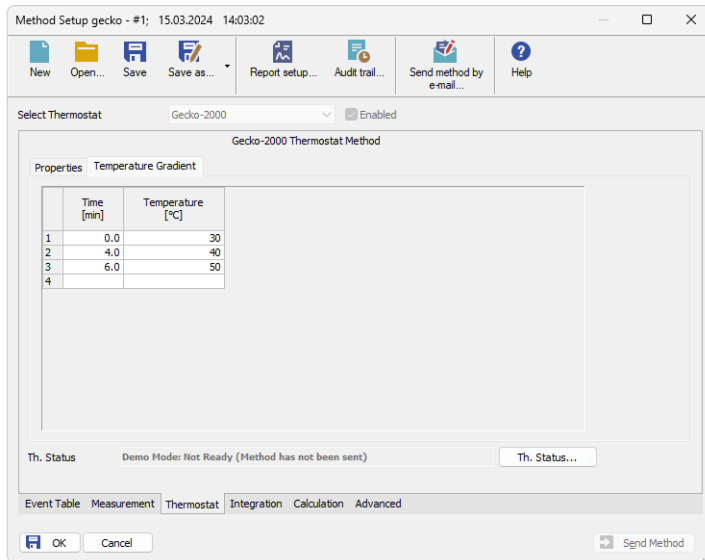 Method Setup gecko - #1; 15.03.2024 14:03:02
New Open... Save Save as... Report setup... Audit trail... Send method by e-mail... Help
Select Thermostat Gecko-2000 Enabled
Gecko-2000 Thermostat Method
Properties Temperature Gradient
Time [min] Temperature [°C]
1 0.0 30
2 4.0 40
3 6.0 50
4
Th. Status Demo Mode: Not Ready (Method has not been sent) Th. Status...
Event Table Measurement Thermostat Integration Calculation Advanced
OK Cancel Send Method